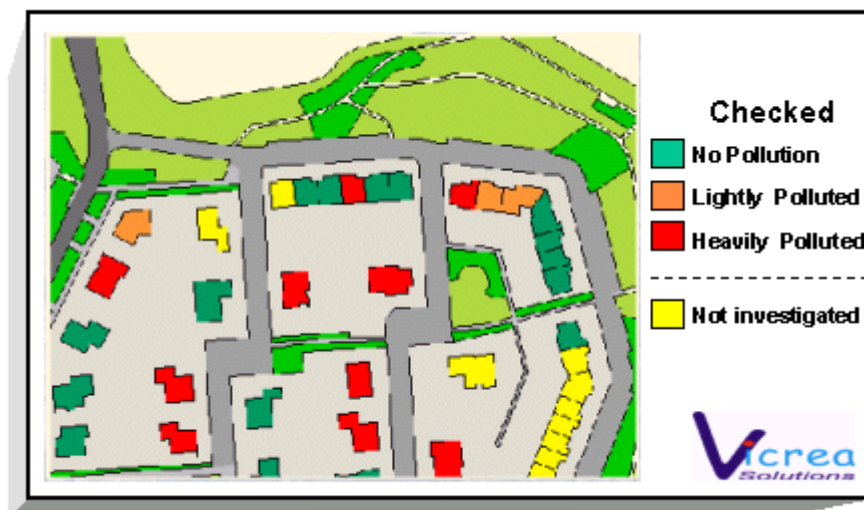 Checked
No Pollution
Lightly Polluted
Heavily Polluted
Not investigated
Vicrea
Solutions